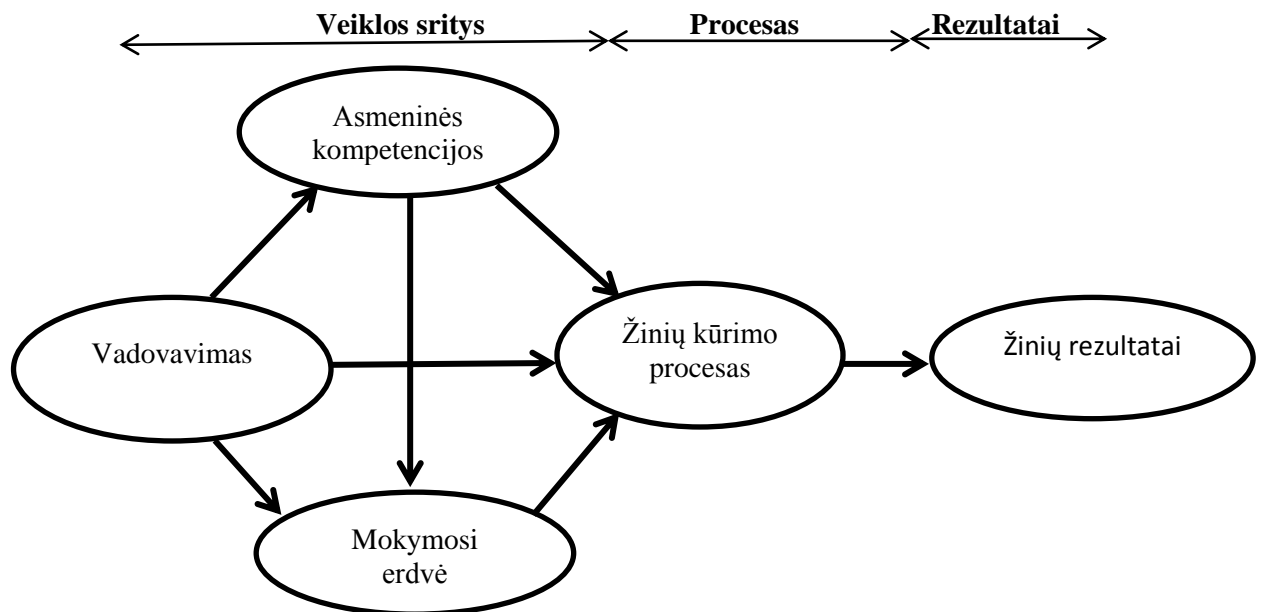 Veiklos sritys
Procesas
Rezultatai
Asmeninės
kompetencijos
Vadovavimas
Žinių kūrimo
procesas
Žinių rezultatai
Mokymosi
erdvė